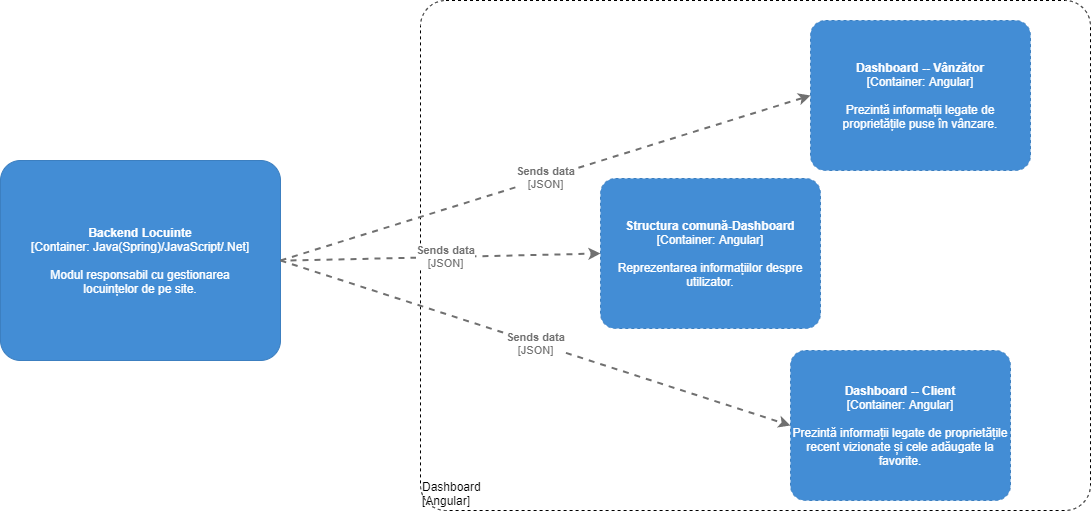 Backend Locuinte
[Container: Java(Spring)/JavaScript/.Net]
Modul responsabil cu gestionarea
locuințelor de pe site.
Sends data
[JSON]
Sends data
[JSON]
Sends data
[JSON]
Dashboard – Vânzător
[Container: Angular]
Prezintă informații legate de
proprietățile puse în vânzare.
Structura comună-Dashboard
[Container: Angular]
Reprezentarea informațiilor despre
utilizator.
Dashboard – Client
[Container: Angular]
Prezintă informații legate de proprietățile
recent vizionate și cele adăugate la
favorite.
Dashboard
[Angular]